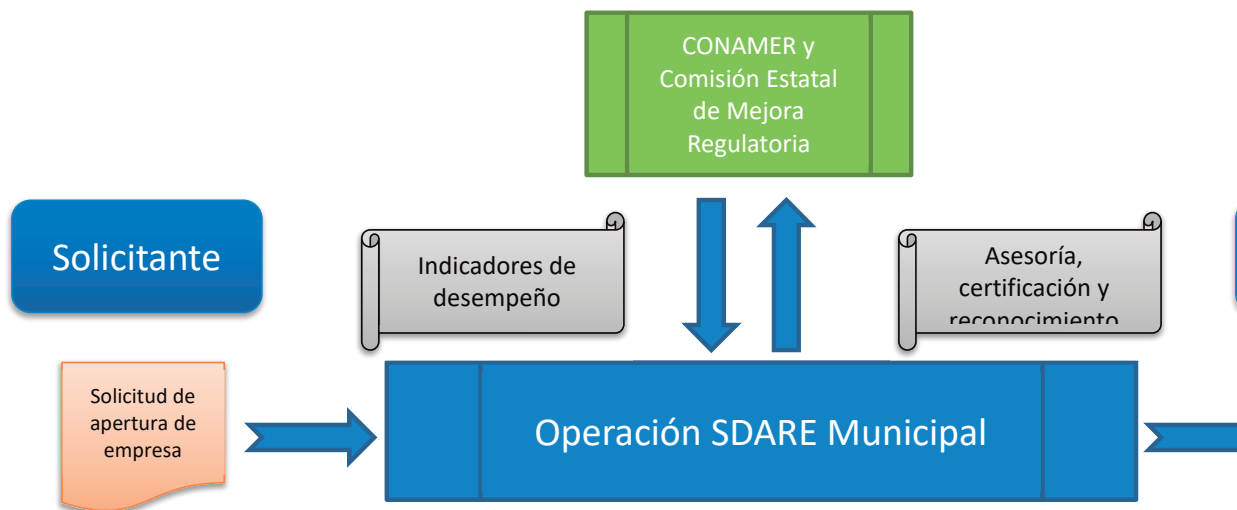 CONAMER y
Comisión Estatal
de Mejora
Regulatoria
Solicitante
Indicadores de
desempeño
Asesoría,
certificación y
reconocimiento
Solicitud de
apertura de
empresa
Operación SDARE Municipal